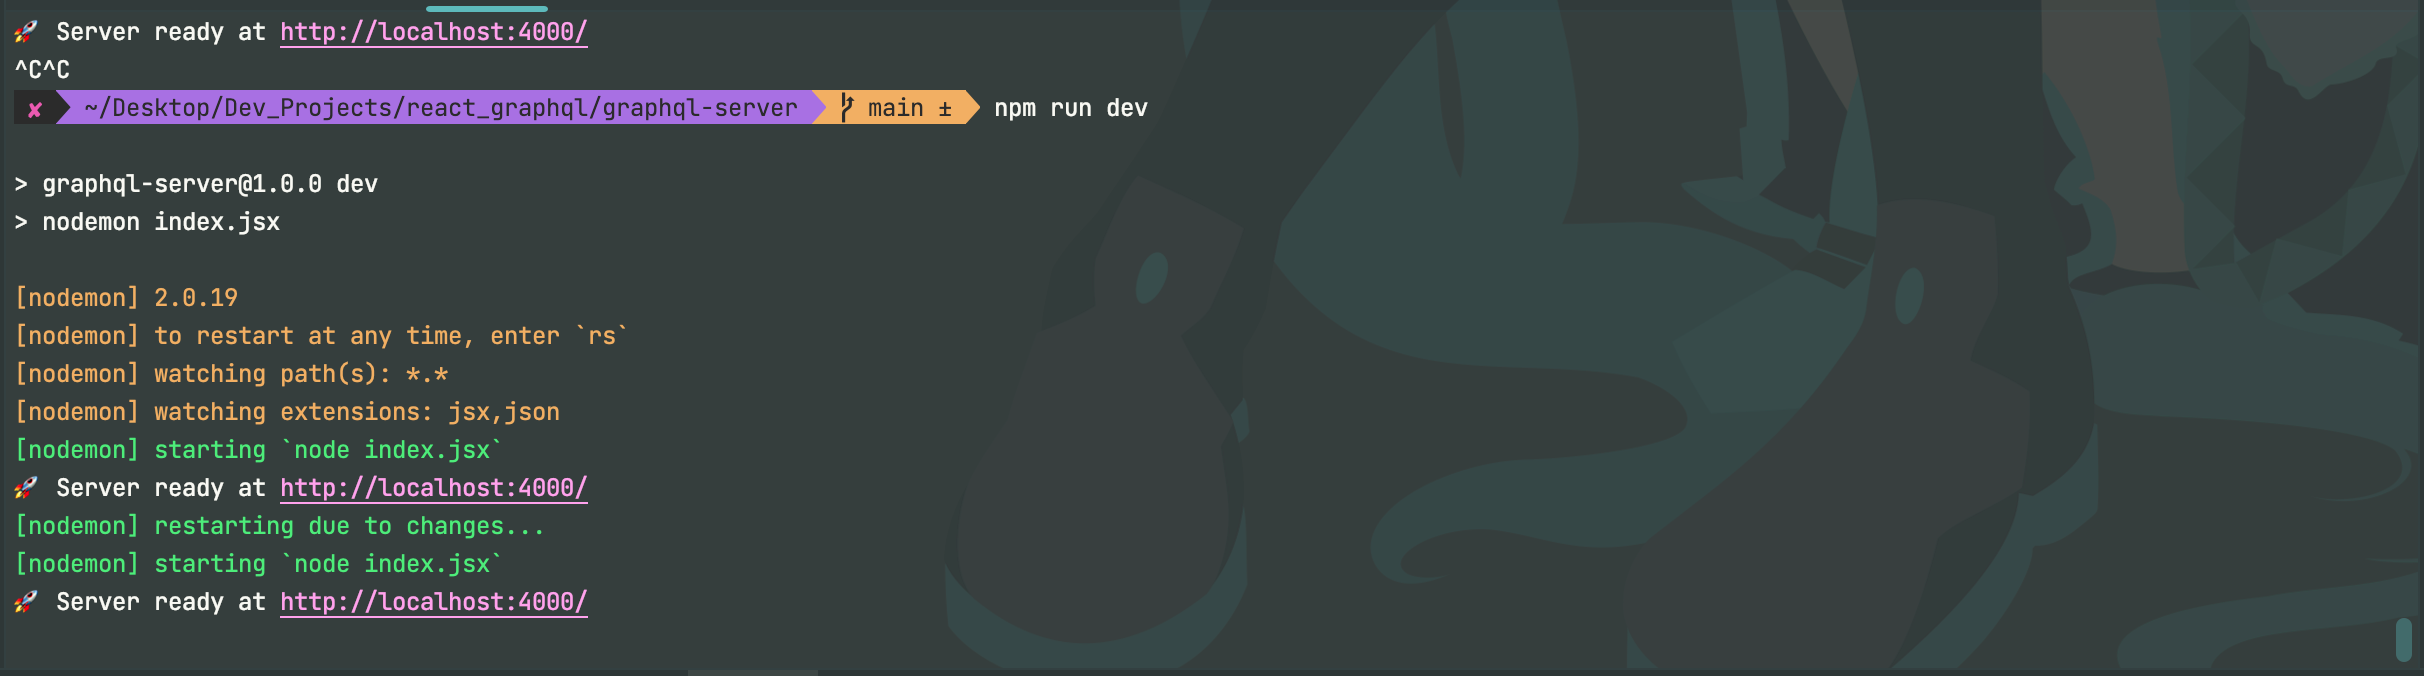 🚀 Server ready at http://localhost:4000/
^C^C
✘ ~/Desktop/Dev_Projects/react_graphql/graphql-server main ± npm run dev
> graphql-server@1.0.0 dev
> nodemon index.jsx
[nodemon] 2.0.19
[nodemon] to restart at any time, enter `rs`
[nodemon] watching path(s): *.*
[nodemon] watching extensions: jsx,json
[nodemon] starting `node index.jsx`
🚀 Server ready at http://localhost:4000/
[nodemon] restarting due to changes...
[nodemon] starting `node index.jsx`
🚀 Server ready at http://localhost:4000/